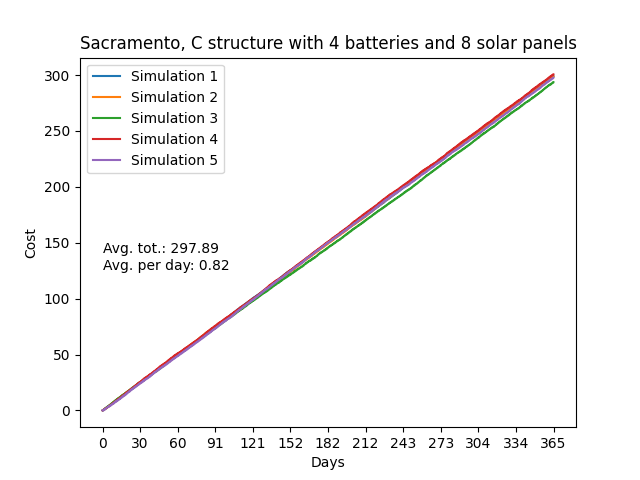 Sacramento, C structure with 4 batteries and 8 solar panels
300
250
200
150
100
50
0
Cost
Simulation 1
Simulation 2
Simulation 3
Simulation 4
Simulation 5
Avg. tot.: 297.89
Avg. per day: 0.82
0 30 60 91 121 152 182 212 243 273 304 334 365
Days